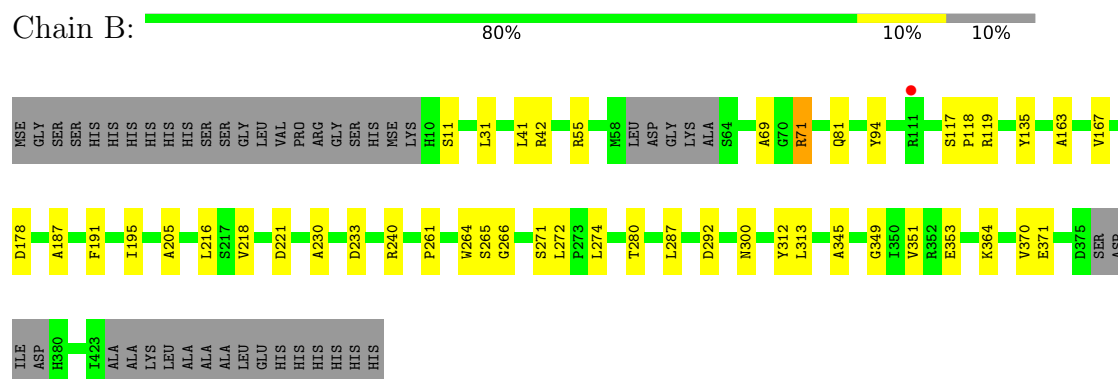 Chain B:
80% 10% 10%
MSE GLY SER SER HIS HIS HIS HIS HIS HIS SER SER GLY LEU VAL PRO ARG GLY SER HIS MSE LYS H10 S11 L31 L41 R42 R55 M58 LEU ASP GLY LYS ALA S64 A69 G70 R71 Q81 Y94 R111 S117 P118 R119 Y135 A163 V167
D178 A187 F191 I195 A205 L216 S217 V218 D221 A230 D233 R240 P261 W264 S265 G266 S271 L272 P273 L274 T280 L287 D292 N300 Y312 L313 A345 G349 I350 V351 R352 E353 K364 V370 E371 D375 SER ASP
ILE ASP H380 I423 ALA ALA LYS LEU ALA ALA ALA LEU GLU HIS HIS HIS HIS HIS HIS